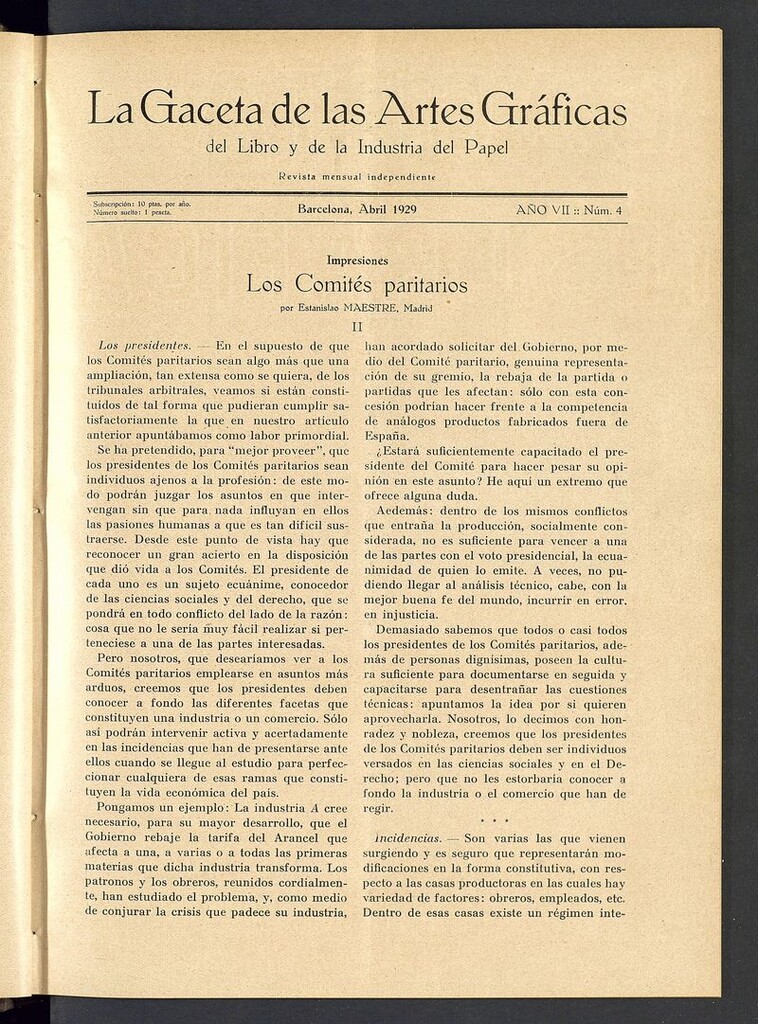 La Gaceta de las Artes Gráficas
del Libro y de la Industria del Papel
Revista mensual independiente
Subscripción: 10 ptas. por año.
Número suelto: 1 peseta.
Barcelona, Abril 1929
AÑO VII :: Núm. 4
Impresiones
Los Comités paritarios
por Estanislao MAESTRE, Madrid
II
Los presidentes. — En el supuesto de que
los Comités paritarios sean algo más que una
ampliación, tan extensa como se quiera, de los
tribunales arbitrales, veamos si están consti-
tuídos de tal forma que pudieran cumplir sa-
tisfactoriamente la que en nuestro artículo
anterior apuntábamos como labor primordial.
Se ha pretendido, para “mejor proveer”, que
los presidentes de los Comités paritarios sean
individuos ajenos a la profesión: de este mo-
do podrán juzgar los asuntos en que inter-
vengan sin que para nada influyan en ellos
las pasiones humanas a que es tan difícil sus-
traerse. Desde este punto de vista hay que
reconocer un gran acierto en la disposición
que dió vida a los Comités. El presidente de
cada uno es un sujeto ecuánime, conocedor
de las ciencias sociales y del derecho, que se
pondrá en todo conflicto del lado de la razón:
cosa que no le sería muy fácil realizar si per-
teneciese a una de las partes interesadas.
Pero nosotros, que desearíamos ver a los
Comités paritarios emplearse en asuntos más
arduos, creemos que los presidentes deben
conocer a fondo las diferentes facetas que
constituyen una industria o un comercio. Sólo
así podrán intervenir activa y acertadamente
en las incidencias que han de presentarse ante
ellos cuando se llegue al estudio para perfec-
cionar cualquiera de esas ramas que consti-
tuyen la vida económica del país.
Pongamos un ejemplo: La industria A cree
necesario, para su mayor desarrollo, que el
Gobierno rebaje la tarifa del Arancel que
afecta a una, a varias o a todas las primeras
materias que dicha industria transforma. Los
patronos y los obreros, reunidos cordialmen-
te, han estudiado el problema, y, como medio
de conjurar la crisis que padece su industria,
han acordado solicitar del Gobierno, por me-
dio del Comité paritario, genuina representa-
ción de su gremio, la rebaja de la partida o
partidas que les afectan: sólo con esta con-
cesión podrían hacer frente a la competencia
de análogos productos fabricados fuera de
España.
¿Estará suficientemente capacitado el pre-
sidente del Comité para hacer pesar su opi-
nión en este asunto? He aquí un extremo que
ofrece alguna duda.
Aedemás: dentro de los mismos conflictos
que entraña la producción, socialmente con-
siderada, no es suficiente para vencer a una
de las partes con el voto presidencial, la ecua-
nimidad de quien lo emite. A veces, no pu-
diendo llegar al análisis técnico, cabe, con la
mejor buena fe del mundo, incurrir en error,
en injusticia.
Demasiado sabemos que todos o casi todos
los presidentes de los Comités paritarios, ade-
más de personas dignísimas, poseen la cultu-
ra suficiente para documentarse en seguida y
capacitarse para desentrañar las cuestiones
técnicas: apuntamos la idea por si quieren
aprovecharla. Nosotros, lo decimos con hon-
radez y nobleza, creemos que los presidentes
de los Comités paritarios deben ser individuos
versados en las ciencias sociales y en el De-
recho; pero que no les estorbaría conocer a
fondo la industria o el comercio que han de
regir.
* * *
Incidencias. — Son varias las que vienen
surgiendo y es seguro que representarán mo-
dificaciones en la forma constitutiva, con res-
pecto a las casas productoras en las cuales hay
variedad de factores: obreros, empleados, etc.
Dentro de esas casas existe un régimen inte-